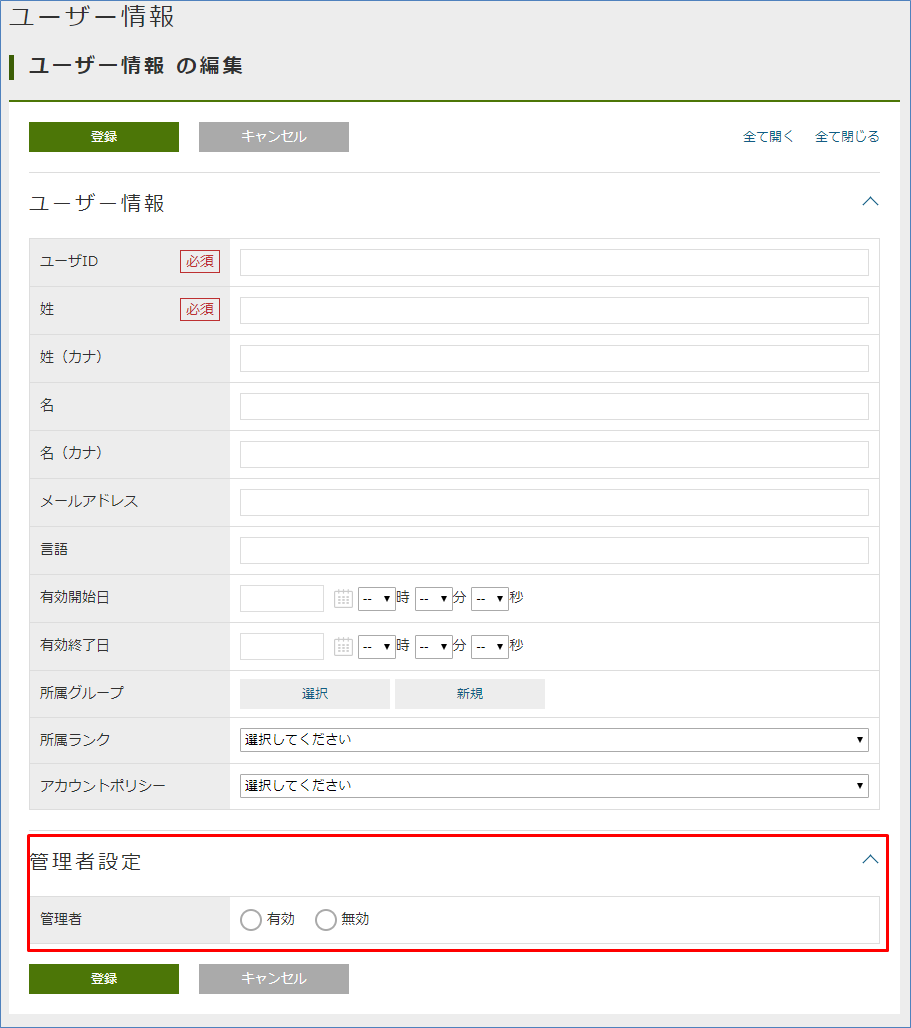 ユーザー情報
ユーザー情報 の編集
登録 キャンセル 全て開く 全て閉じる
ユーザー情報
ユーザID 必須
姓 必須
姓（カナ）
名
名（カナ）
メールアドレス
言語
有効開始日 -- 時 -- 分 -- 秒
有効終了日 -- 時 -- 分 -- 秒
所属グループ 選択 新規
所属ランク 選択してください
アカウントポリシー 選択してください
管理者設定
管理者 有効 無効
登録 キャンセル